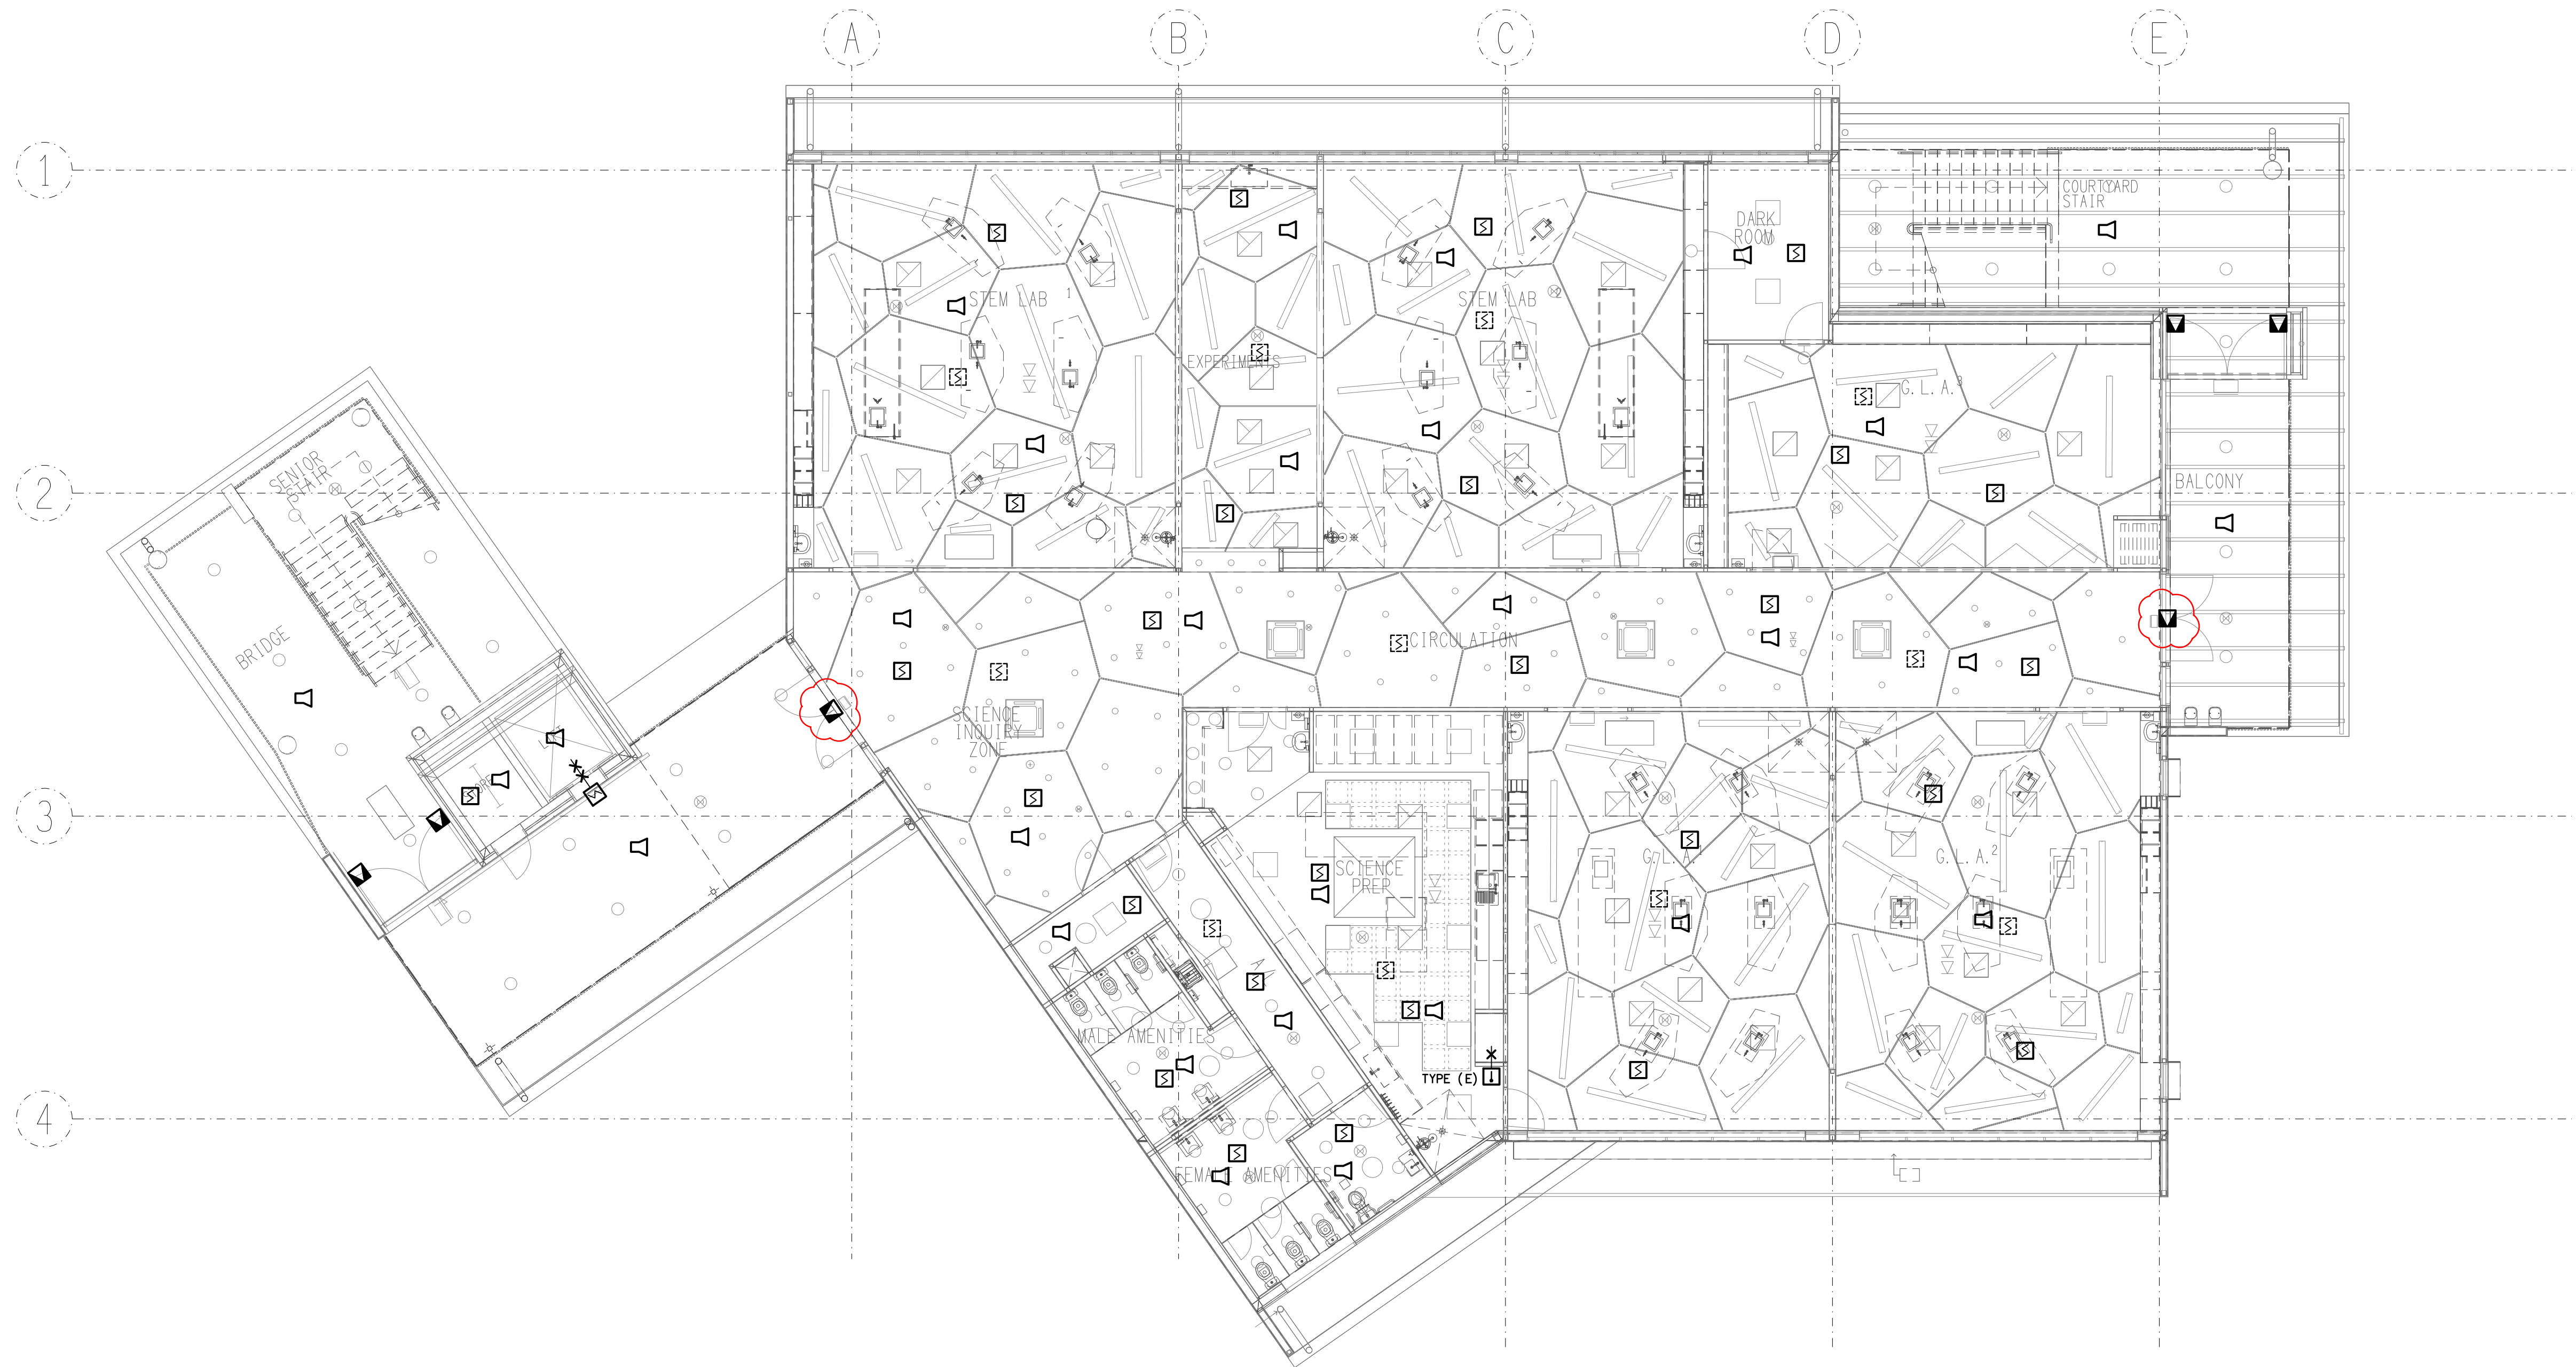 A B C D E
1
COURTYARD
STAIR
DARK
ROOM
STEM LAB 1
STEM LAB 2
EXPERIMENTS
G.L.A.3
2
SENIOR
STAIR
BALCONY
BRIDGE
CIRCULATION
SCIENCE
INQUIRY
ZONE
3
SCIENCE
PREP
G.L.A.
G.L.A.2
MALE AMENITIES
TYPE (E)
4
FEMALE AMENITIES